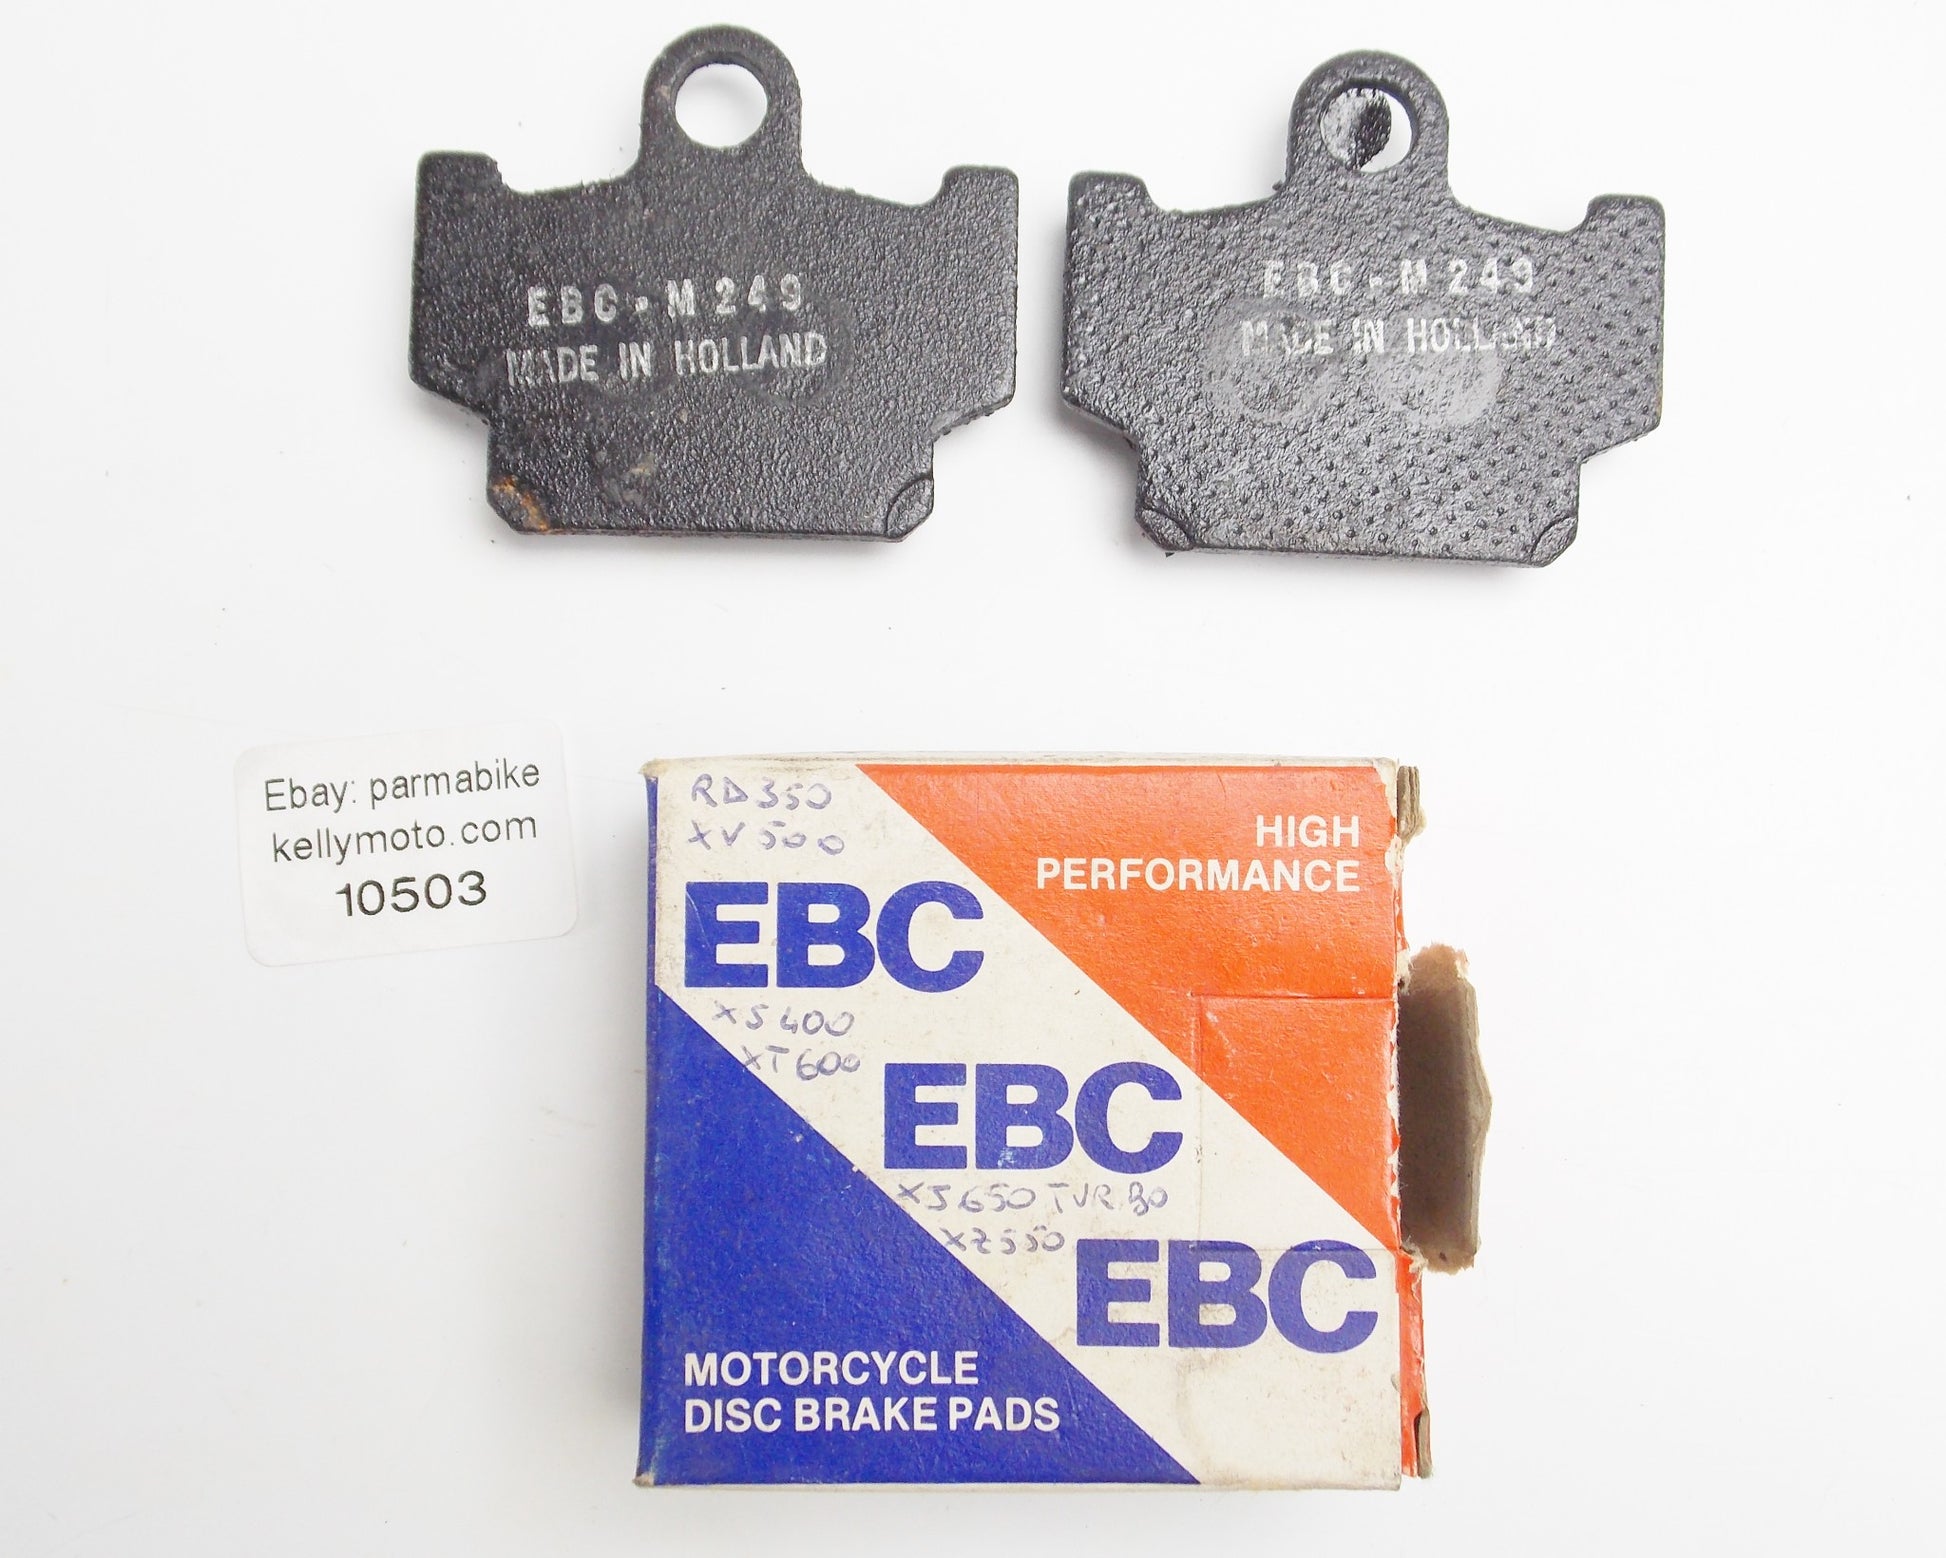 EBC-M249
MADE IN HOLLAND
EBC-M249
MADE IN HOLLAND
Ebay: parmabike
kellymoto.com
10503
RD350
XV500
HIGH
PERFORMANCE
EBC
XS400
XT600
EBC
XJ650 TURBO
XZ550
EBC
MOTORCYCLE
DISC BRAKE PADS